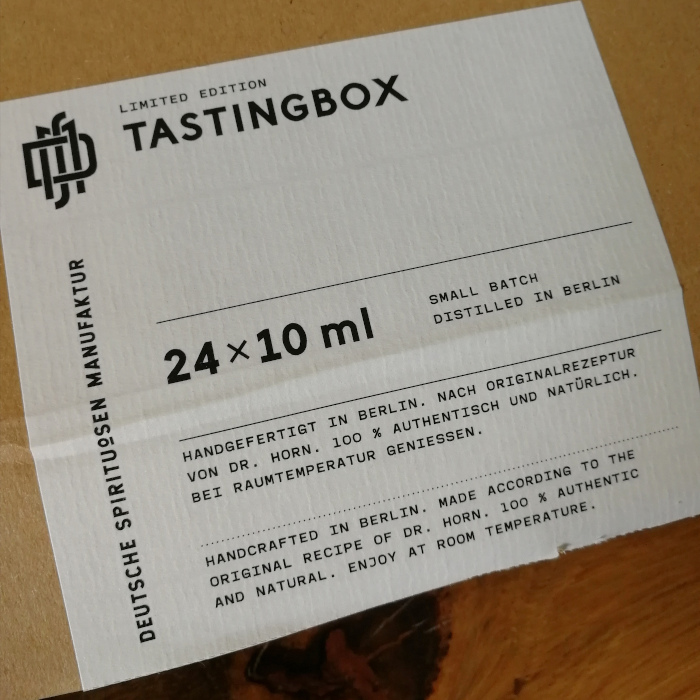 LIMITED EDITION
TASTINGBOX
DEUTSCHE SPIRITUOSEN MANUFAKTUR
24×10 ml
SMALL BATCH
DISTILLED IN BERLIN
HANDGEFERTIGT IN BERLIN. NACH ORIGINALREZEPTUR
VON DR. HORN. 100 % AUTHENTISCH UND NATÜRLICH.
BEI RAUMTEMPERATUR GENIESSEN.
HANDCRAFTED IN BERLIN. MADE ACCORDING TO THE
ORIGINAL RECIPE OF DR. HORN. 100 % AUTHENTIC
AND NATURAL. ENJOY AT ROOM TEMPERATURE.